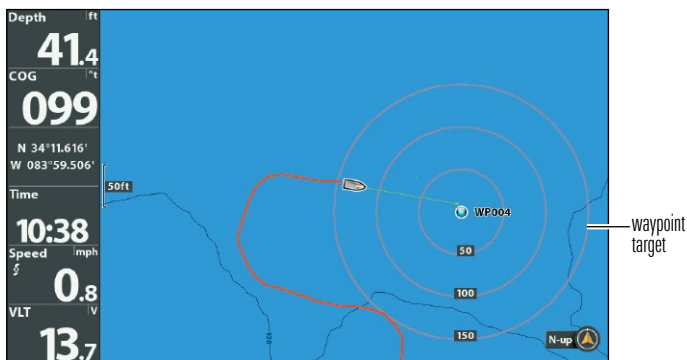 Depth ft
41.4
COG °t
099
N 34°11.616'
W 083°59.506'
50ft
Time
10:38
Speed mph
0.8
VLT V
13.7
WP004
50
100
150
N-up
waypoint
target